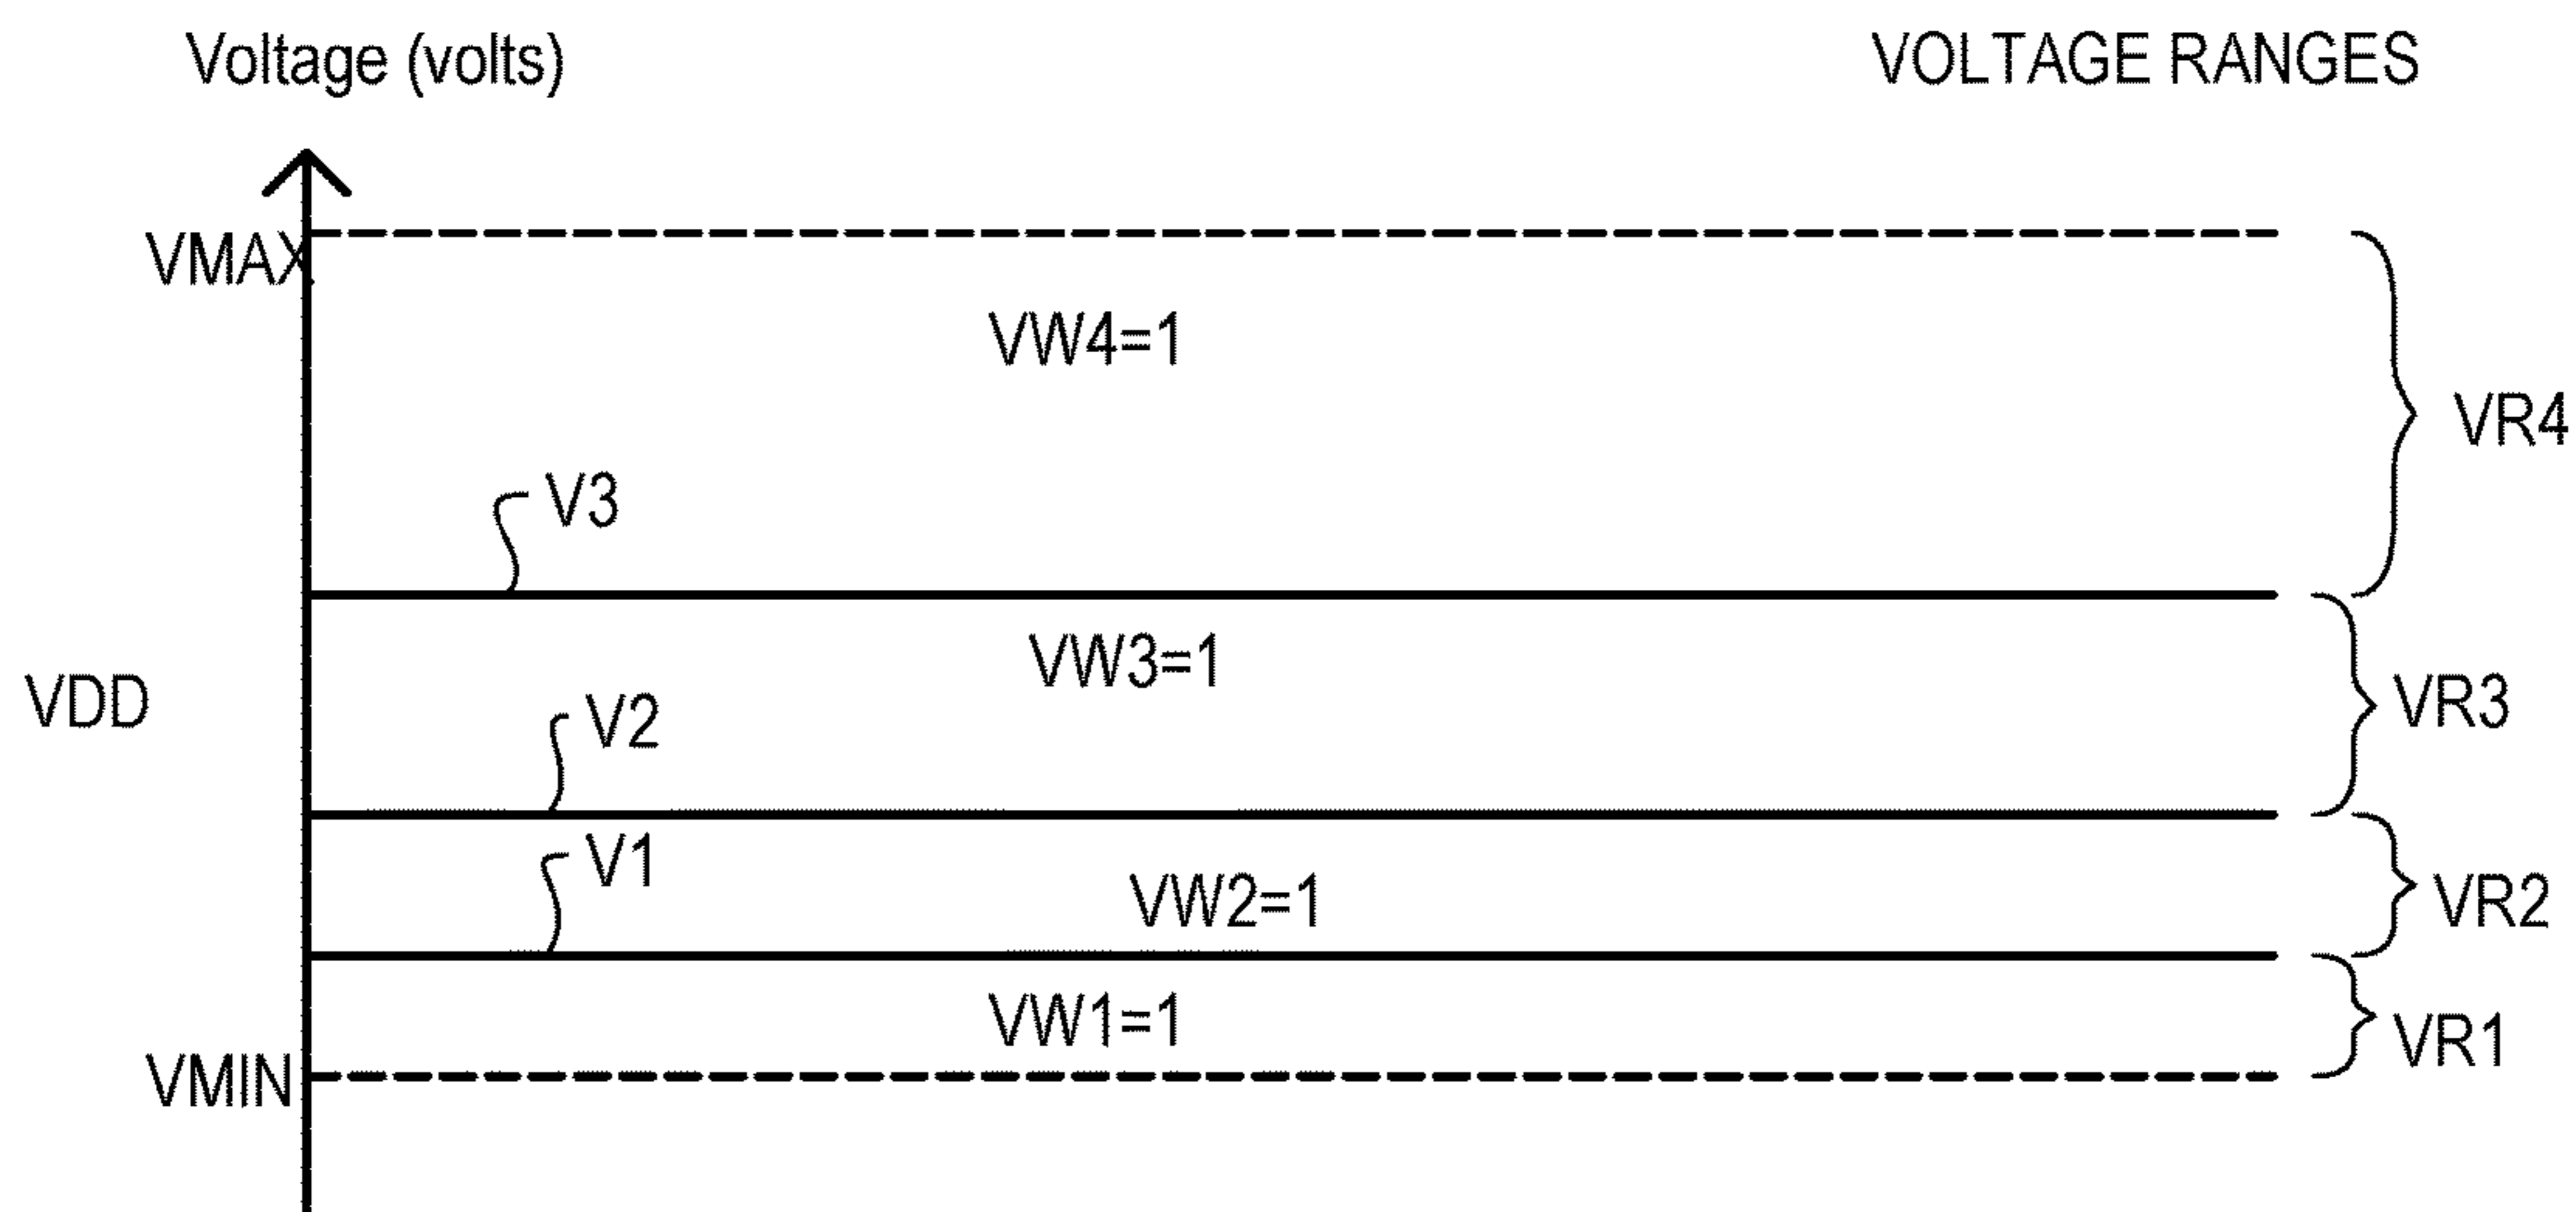 Voltage (volts)
VOLTAGE RANGES
VMAX
VW4=1
VR4
V3
VW3=1
VDD
V2
VR3
V1
VW2=1
VR2
VW1=1
VR1
VMIN